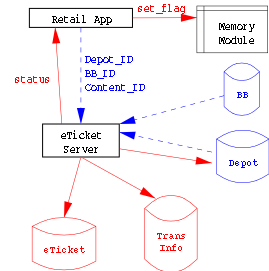 Retail App
set_flag
Memory
Module
Depot_ID
BB_ID
Content_ID
status
BB
eTicket
Server
Depot
Trans
Info
eTicket